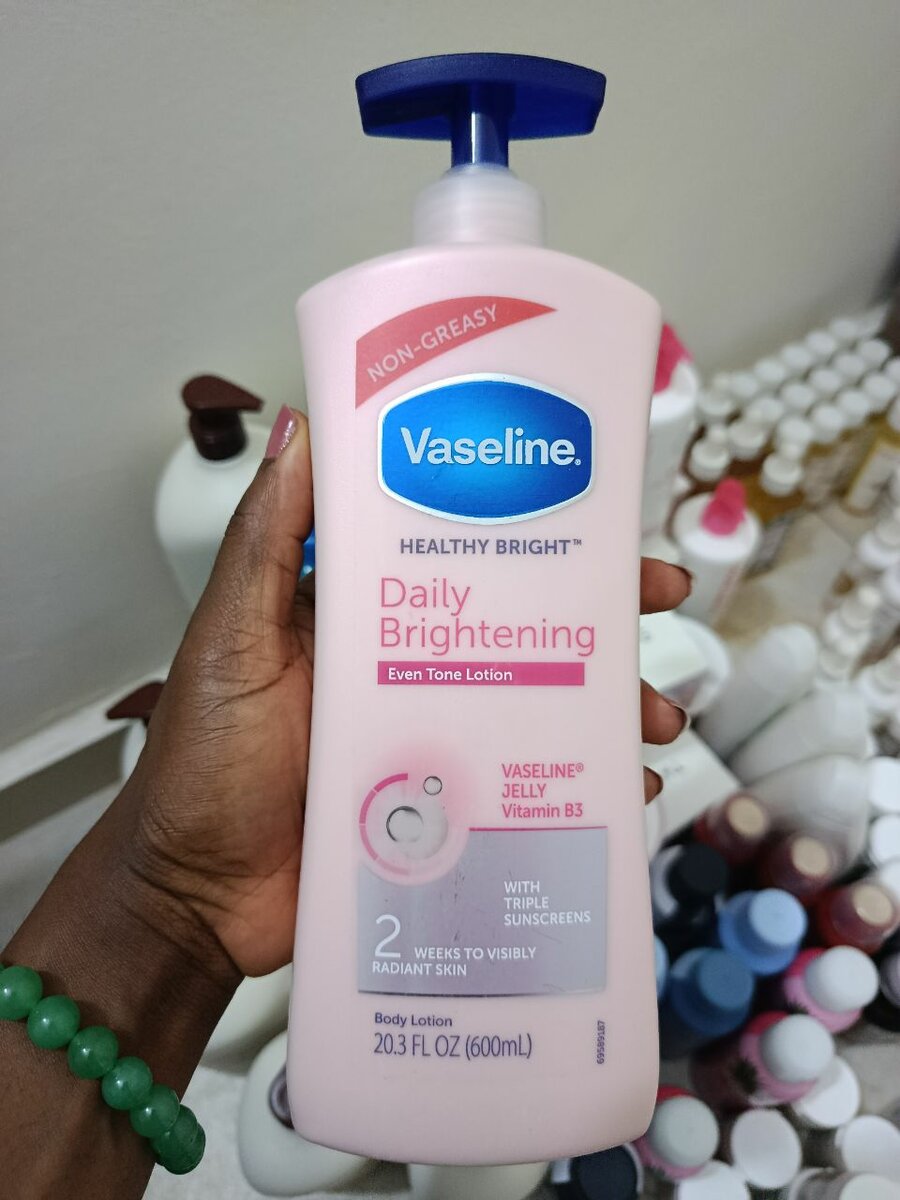 NON-GREASY
Vaseline®
HEALTHY BRIGHT™
Daily
Brightening
Even Tone Lotion
VASELINE®
JELLY
Vitamin B3
WITH
TRIPLE
SUNSCREENS
2 WEEKS TO VISIBLY
RADIANT SKIN
Body Lotion
20.3 FL OZ (600mL)
69589187